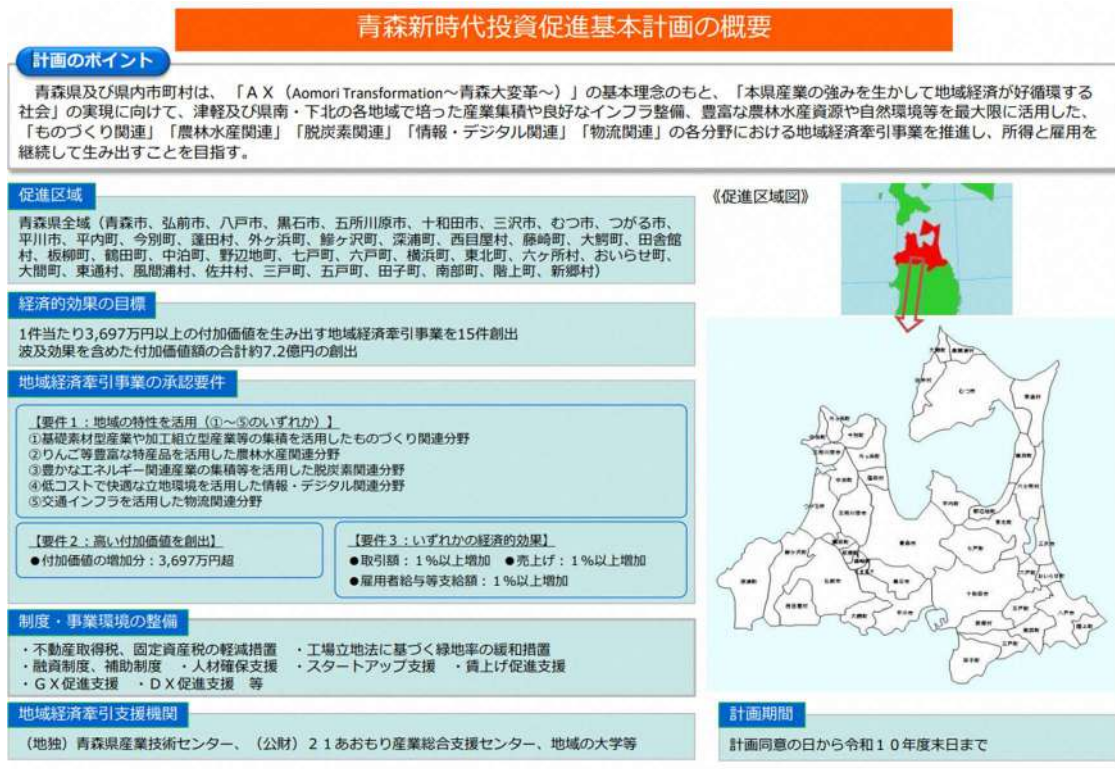 青森新時代投資促進基本計画の概要
計画のポイント
青森県及び県内市町村は、「ＡＸ（Aomori Transformation～青森大変革～）」の基本理念のもと、「本県産業の強みを生かして地域経済が好循環する
社会」の実現に向けて、津軽及び県南・下北の各地域で培った産業集積や良好なインフラ整備、豊富な農林水産資源や自然環境等を最大限に活用した、
「ものづくり関連」「農林水産関連」「脱炭素関連」「情報・デジタル関連」「物流関連」の各分野における地域経済牽引事業を推進し、所得と雇用を
継続して生み出すことを目指す。
促進区域
青森県全域（青森市、弘前市、八戸市、黒石市、五所川原市、十和田市、三沢市、むつ市、つがる市、
平川市、平内町、今別町、蓬田村、外ヶ浜町、鰺ヶ沢町、深浦町、西目屋村、藤崎町、大鰐町、田舎館
村、板柳町、鶴田町、中泊町、野辺地町、七戸町、六戸町、横浜町、東北町、六ヶ所村、おいらせ町、
大間町、東通村、風間浦村、佐井村、三戸町、五戸町、田子町、南部町、階上町、新郷村）
《促進区域図》
経済的効果の目標
1件当たり3,697万円以上の付加価値を生み出す地域経済牽引事業を15件創出
波及効果を含めた付加価値額の合計約7.2億円の創出
地域経済牽引事業の承認要件
【要件１：地域の特性を活用（①～⑤のいずれか）】
①基礎素材型産業や加工組立型産業等の集積を活用したものづくり関連分野
②りんご等豊富な特産品を活用した農林水産関連分野
③豊かなエネルギー関連産業の集積等を活用した脱炭素関連分野
④低コストで快適な立地環境を活用した情報・デジタル関連分野
⑤交通インフラを活用した物流関連分野
【要件２：高い付加価値を創出】
●付加価値の増加分：3,697万円超
【要件３：いずれかの経済的効果】
●取引額：１％以上増加　●売上げ：１％以上増加
●雇用者給与等支給額：１％以上増加
制度・事業環境の整備
・不動産取得税、固定資産税の軽減措置　・工場立地法に基づく緑地率の緩和措置
・融資制度、補助制度　・人材確保支援　・スタートアップ支援　・賃上げ促進支援
・ＧＸ促進支援　・ＤＸ促進支援　等
地域経済牽引支援機関
（地独）青森県産業技術センター、（公財）２１あおもり産業総合支援センター、地域の大学等
計画期間
計画同意の日から令和１０年度末日まで
むつ市